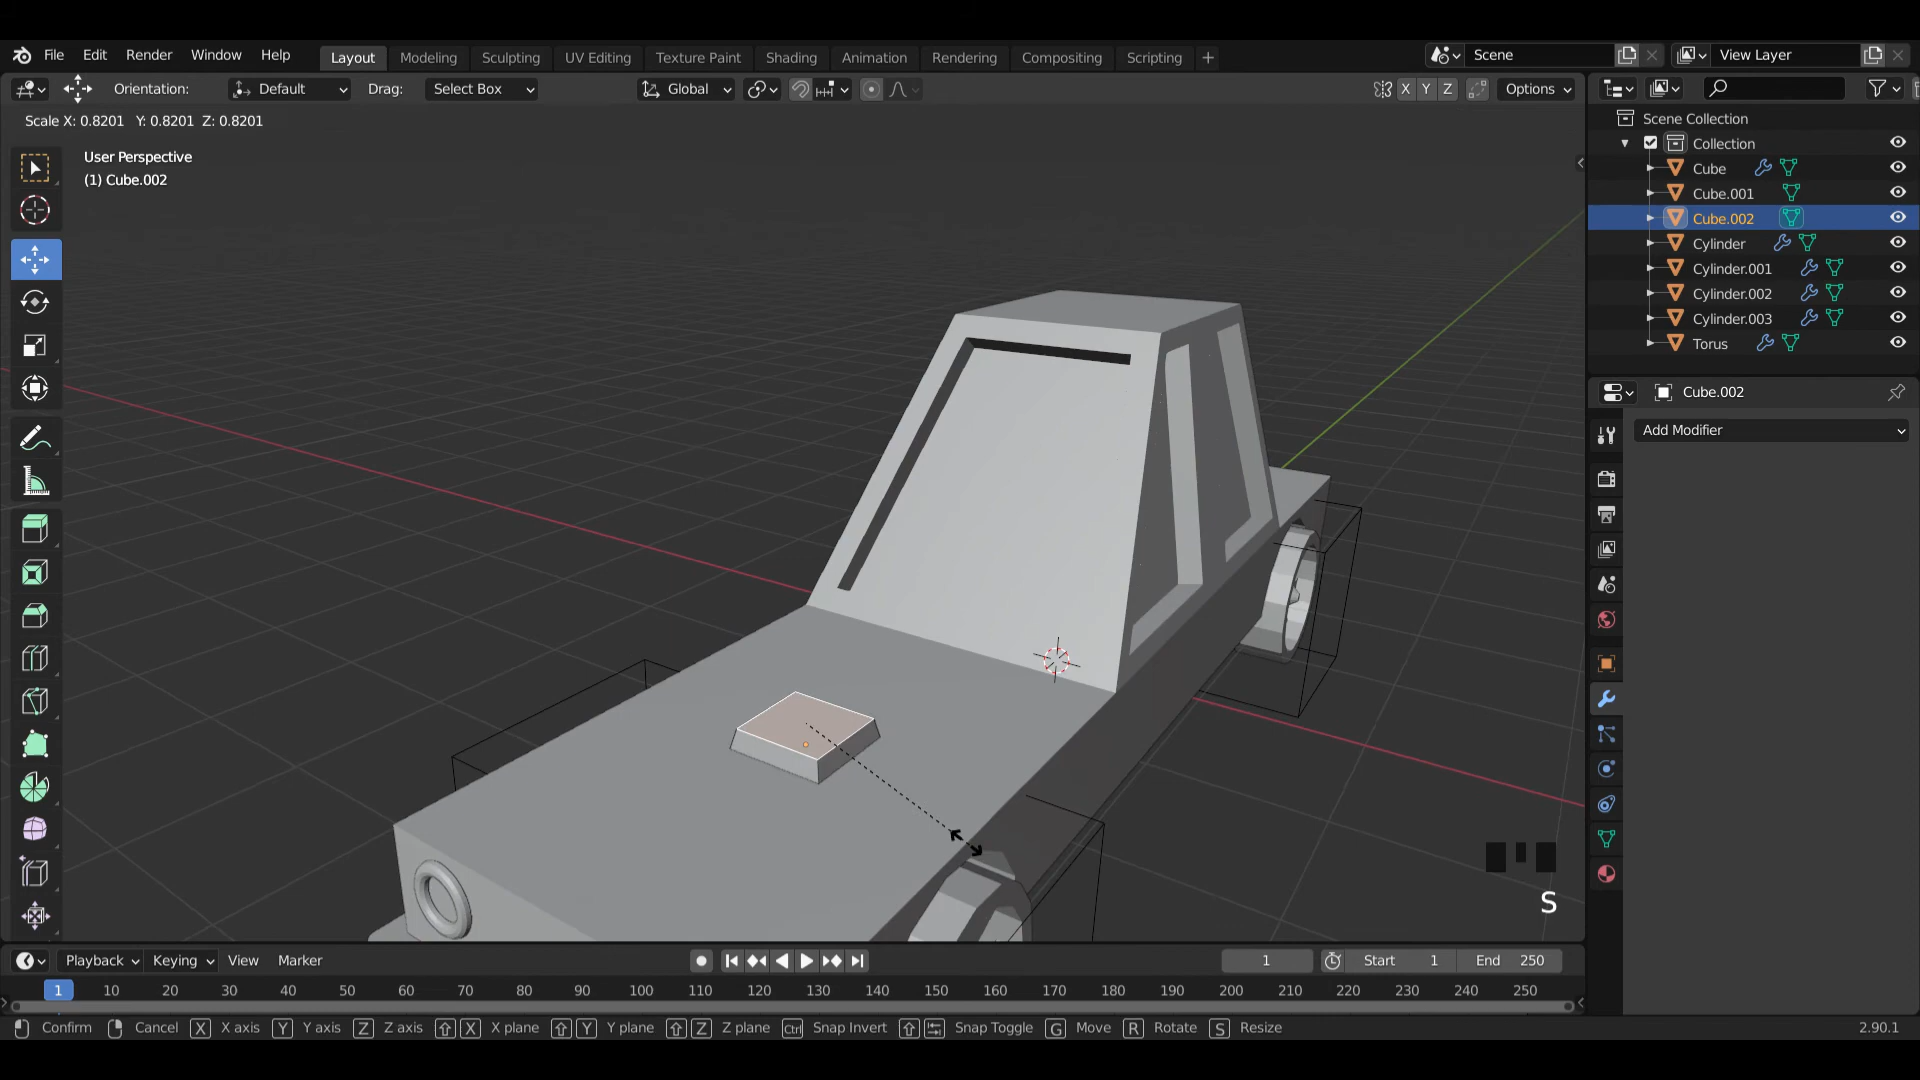 File Edit Render Window Help Layout Modeling Sculpting UV Editing Texture Paint Shading Animation Rendering Compositing Scripting + Scene View Layer
Orientation: Default Drag: Select Box Global X Y Z Options
Scale X: 0.8201 Y: 0.8201 Z: 0.8201
User Perspective
(1) Cube.002
Scene Collection
Collection
Cube
Cube.001
Cube.002
Cylinder
Cylinder.001
Cylinder.002
Cylinder.003
Torus
Cube.002
Add Modifier
S
Playback Keying View Marker 1 Start 1 End 250
1 10 20 30 40 50 60 70 80 90 100 110 120 130 140 150 160 170 180 190 200 210 220 230 240 250
Confirm Cancel X X axis Y Y axis Z Z axis X X plane Y Y plane Z Z plane Ctrl Snap Invert Snap Toggle G Move R Rotate S Resize 2.90.1